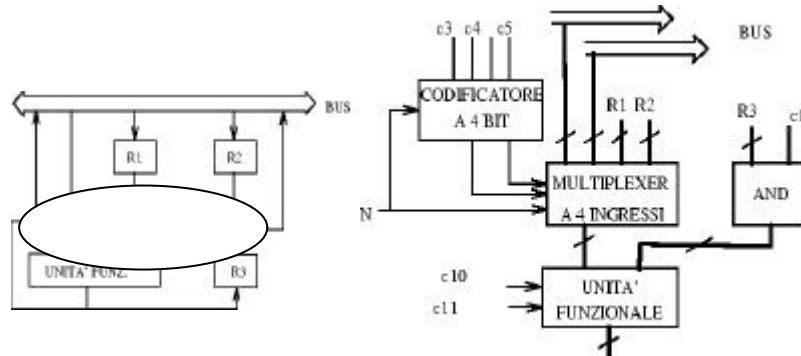 BUS
R1
R2
UNITA' FUNZ.
R3
c3 c4 c5
BUS
CODIFICATORE
A 4 BIT
R1 R2
R3
N
MULTIPLEXER
A 4 INGRESSI
AND
c10
c11
UNITA'
FUNZIONALE